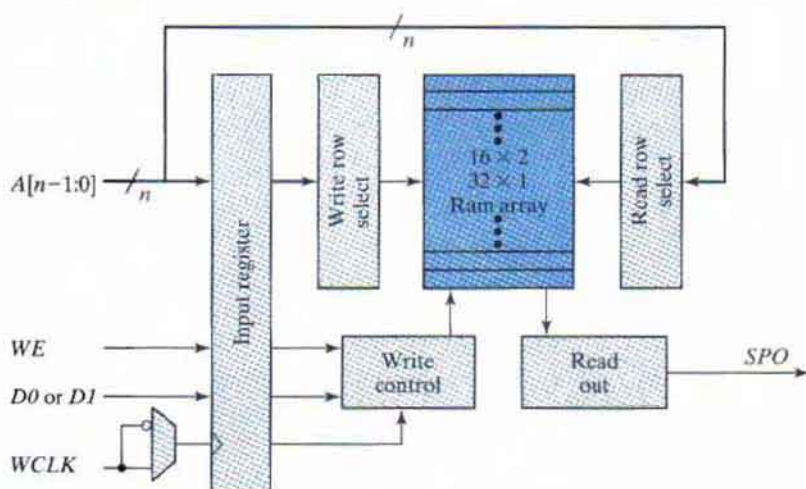 n
A[n−1:0]
n
Input register
Write row
select
16 × 2
32 × 1
Ram array
Read row
select
WE
D0 or D1
WCLK
Write
control
Read
out
SPO